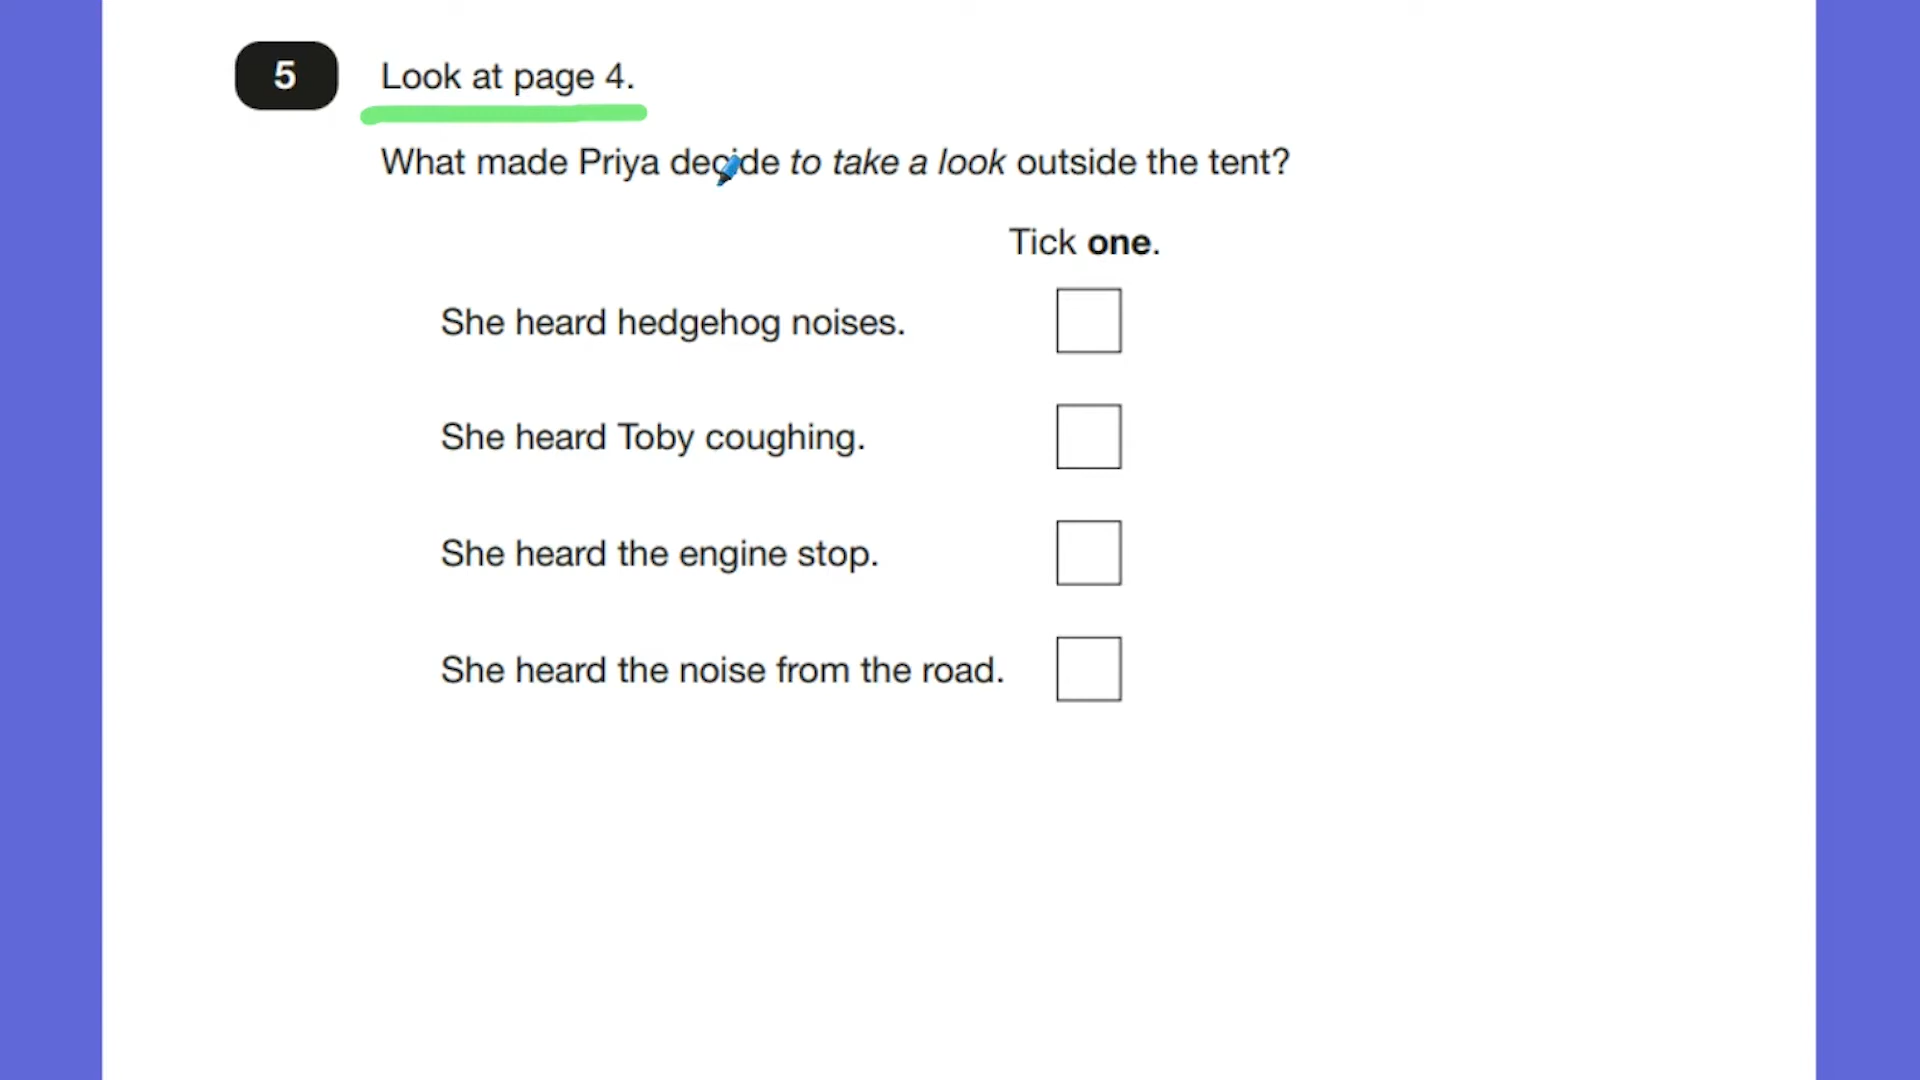 5 Look at page 4.
What made Priya decide to take a look outside the tent?
Tick one.
She heard hedgehog noises.
She heard Toby coughing.
She heard the engine stop.
She heard the noise from the road.